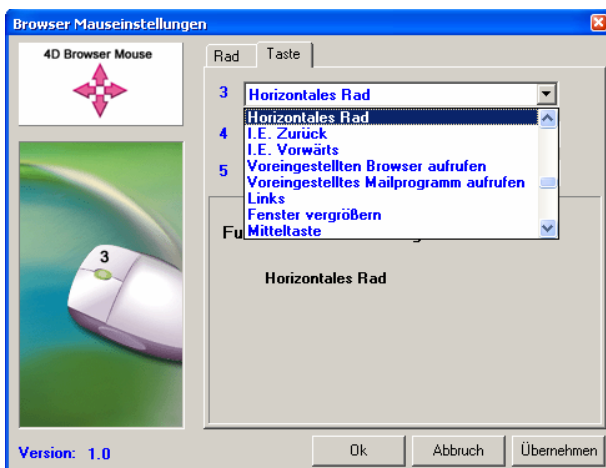 Browser Mauseinstellungen
4D Browser Mouse
Rad Taste
3 Horizontales Rad
Horizontales Rad
4 I.E. Zurück
I.E. Vorwärts
5 Voreingestellten Browser aufrufen
Voreingestelltes Mailprogramm aufrufen
Links
Fenster vergrößern
Mitteltaste
3
Horizontales Rad
Version: 1.0
Ok Abbruch Übernehmen